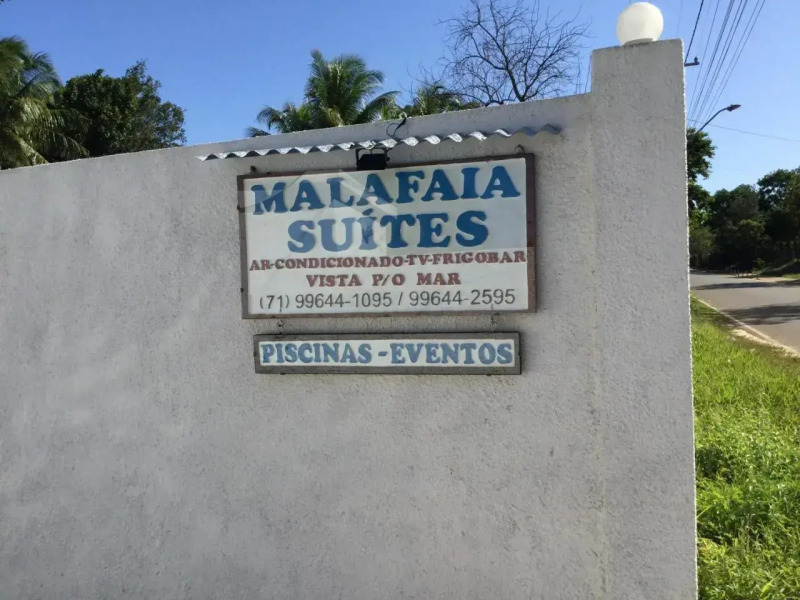 MALAFAIA
SUÍTES
AR-CONDICIONADO-TV-FRIGOBAR
VISTA P/O MAR
(71) 99644-1095 / 99644-2595
PISCINAS - EVENTOS